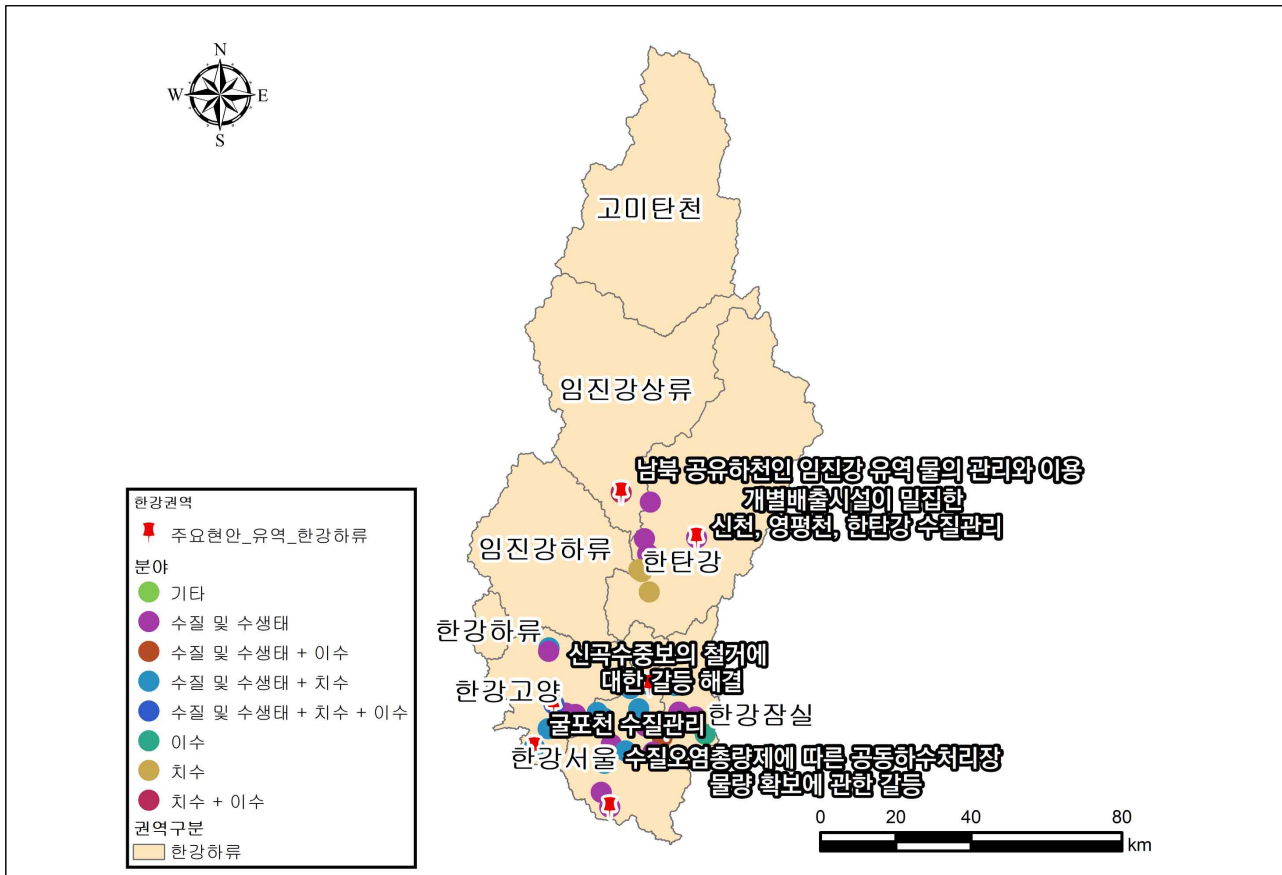 N
W E
S
고미탄천
임진강상류
남북 공유하천인 임진강 유역 물의 관리와 이용
개별배출시설이 밀집한
신천, 영평천, 한탄강 수질관리
임진강하류
한탄강
한강하류
신곡수중보의 철거에
대한 갈등 해결
한강고양
한강잠실
굴포천 수질관리
한강서울
수질오염총량제에 따른 공동하수처리장
물량 확보에 관한 갈등
한강권역
주요현안_유역_한강하류
분야
기타
수질 및 수생태
수질 및 수생태 + 이수
수질 및 수생태 + 치수
수질 및 수생태 + 치수 + 이수
이수
치수
치수 + 이수
권역구분
한강하류
0 20 40 60 80
km